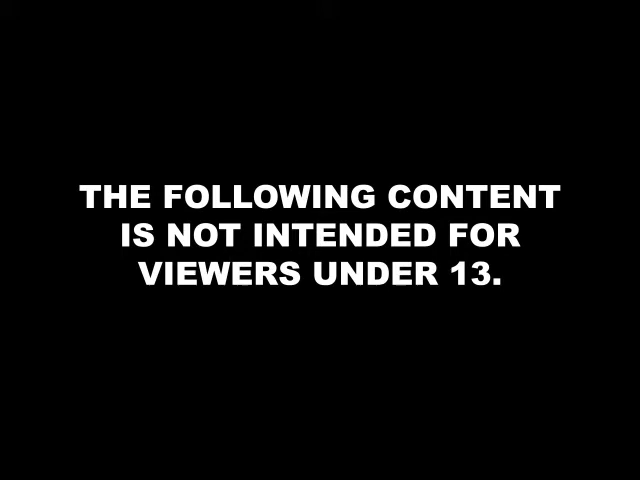 THE FOLLOWING CONTENT
IS NOT INTENDED FOR
VIEWERS UNDER 13.